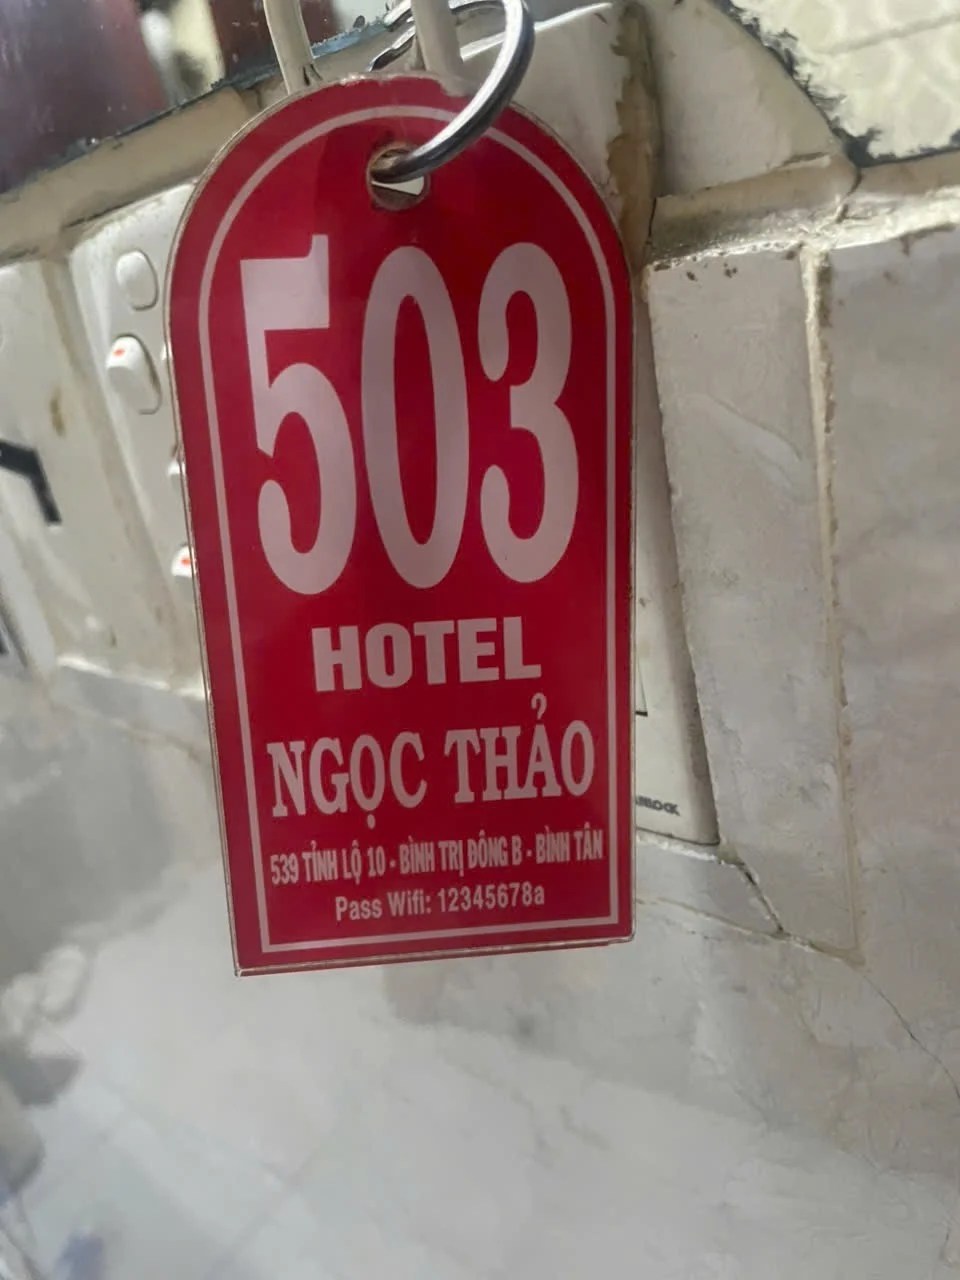 503
HOTEL
NGỌC THẢO
539 TỈNH LỘ 10 - BÌNH TRỊ ĐÔNG B - BÌNH TÂN
Pass Wifi: 12345678a